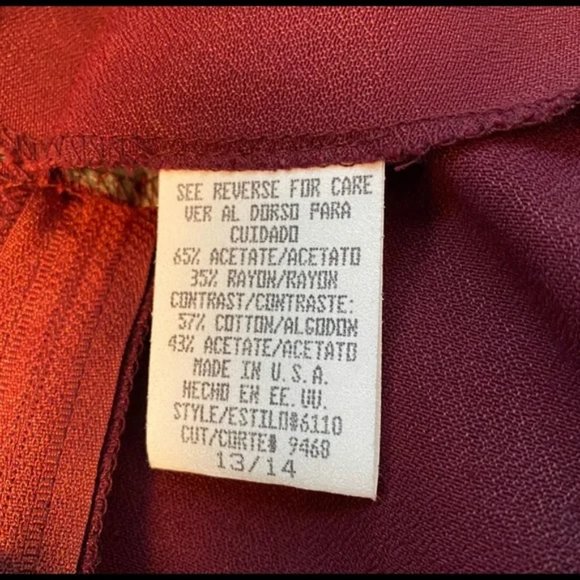 SEE REVERSE FOR CARE
VER AL DORSO PARA
CUIDADO
65% ACETATE/ACETATO
35% RAYON/RAYON
CONTRAST/CONTRASTE:
57% COTTON/ALGODON
43% ACETATE/ACETATO
MADE IN U.S.A.
HECHO EN EE.UU.
STYLE/ESTILO#6110
CUT/CORTE# 9468
13/14